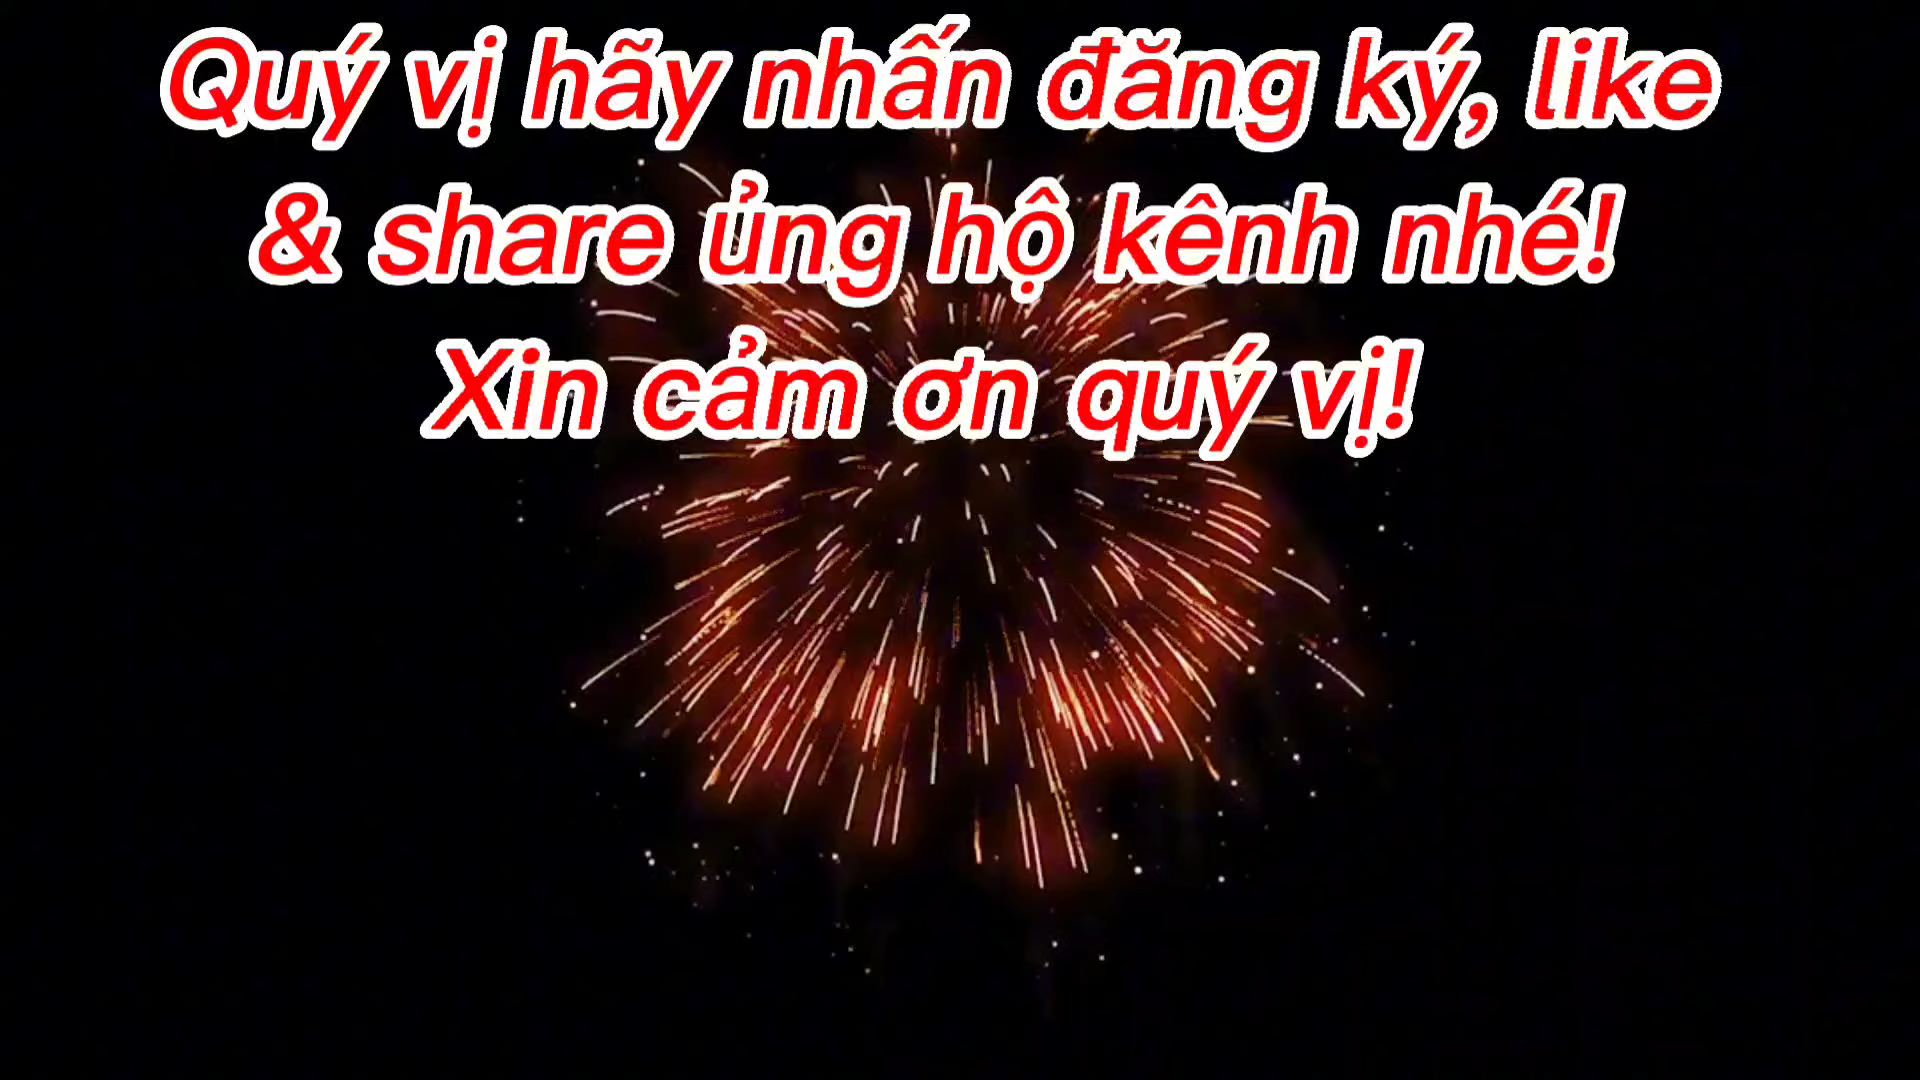 Quý vị hãy nhấn đăng ký, like
& share ủng hộ kênh nhé!
Xin cảm ơn quý vị!